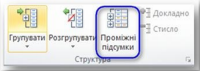 Групувати
Розгрупувати
Проміжні підсумки
Докладно
Стисло
Структура